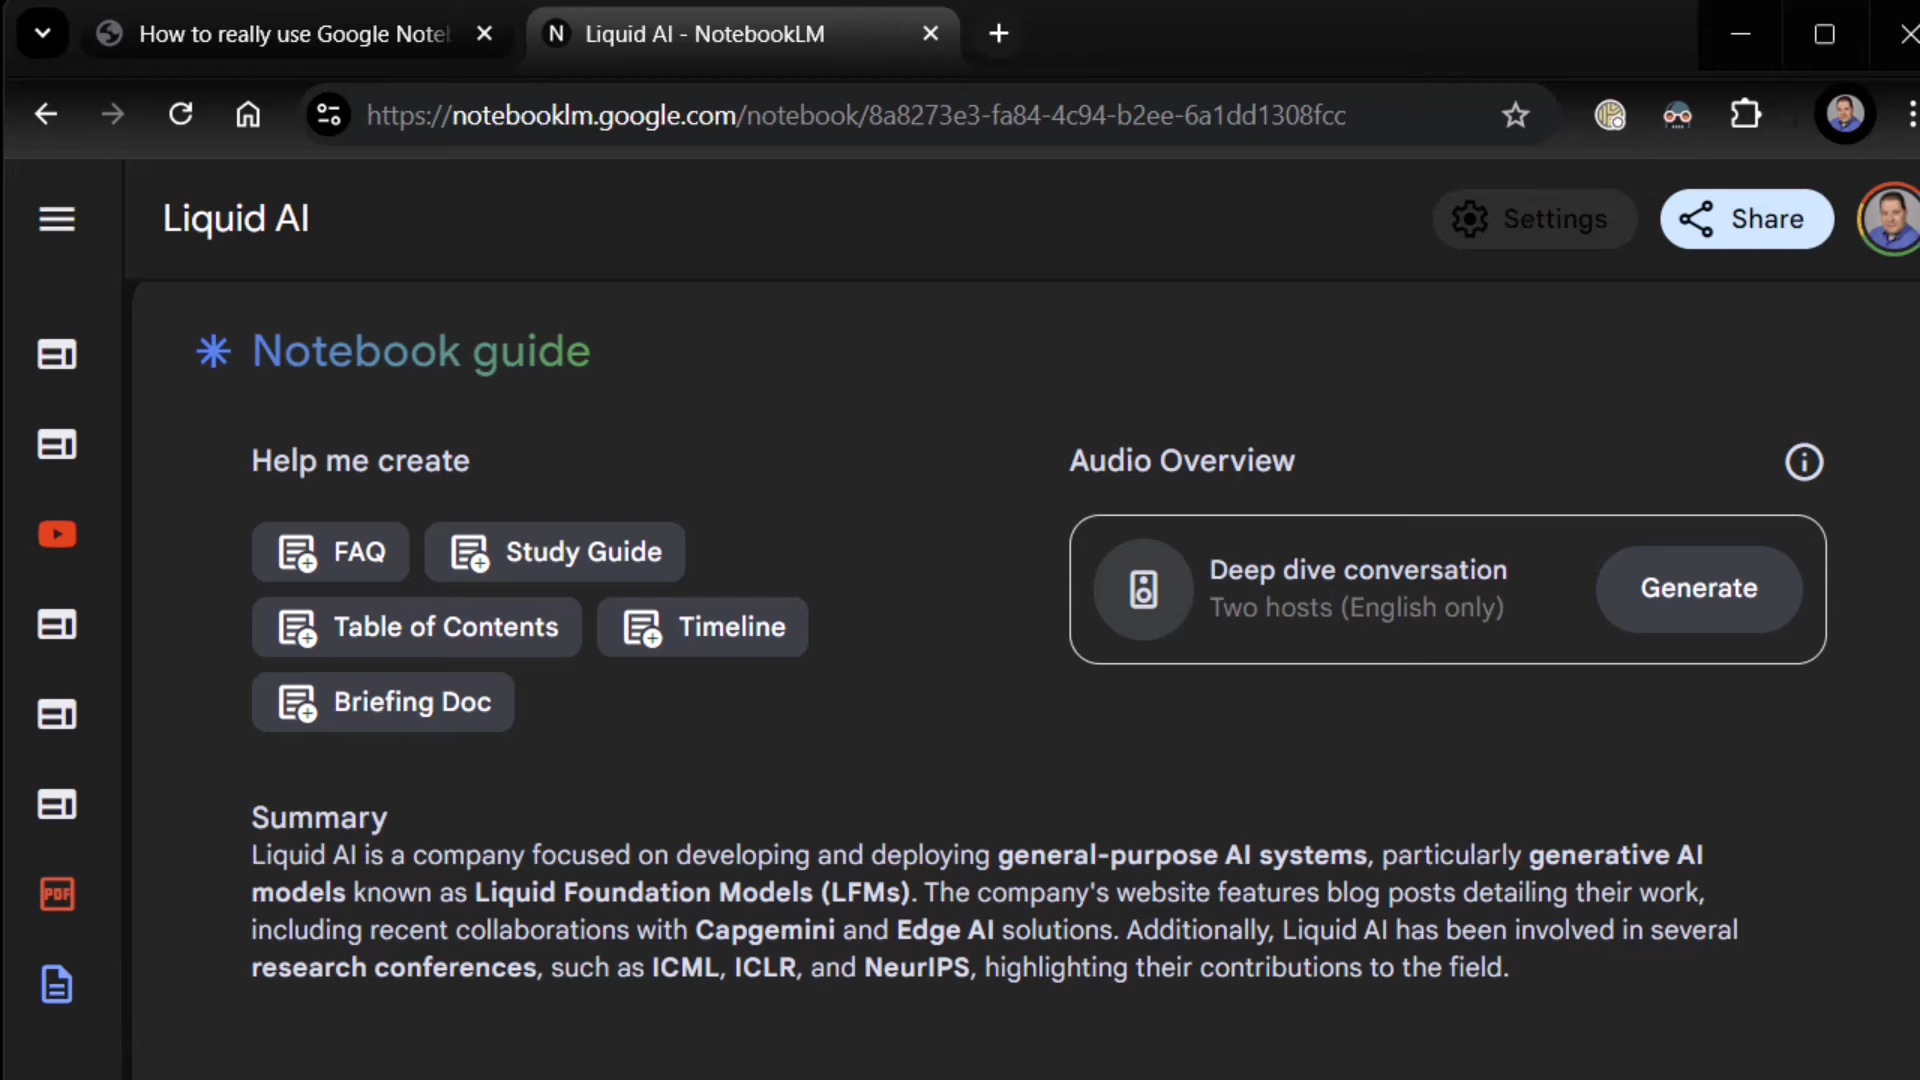 How to really use Google Note
Liquid AI - NotebookLM
https://notebooklm.google.com/notebook/8a8273e3-fa84-4c94-b2ee-6a1dd1308fcc
Liquid AI
Settings
Share
Notebook guide
Help me create
Audio Overview
FAQ
Study Guide
Deep dive conversation
Two hosts (English only)
Generate
Table of Contents
Timeline
Briefing Doc
Summary
Liquid AI is a company focused on developing and deploying general-purpose AI systems, particularly generative AI
models known as Liquid Foundation Models (LFMs). The company's website features blog posts detailing their work,
including recent collaborations with Capgemini and Edge AI solutions. Additionally, Liquid AI has been involved in several
research conferences, such as ICML, ICLR, and NeurIPS, highlighting their contributions to the field.
PDF